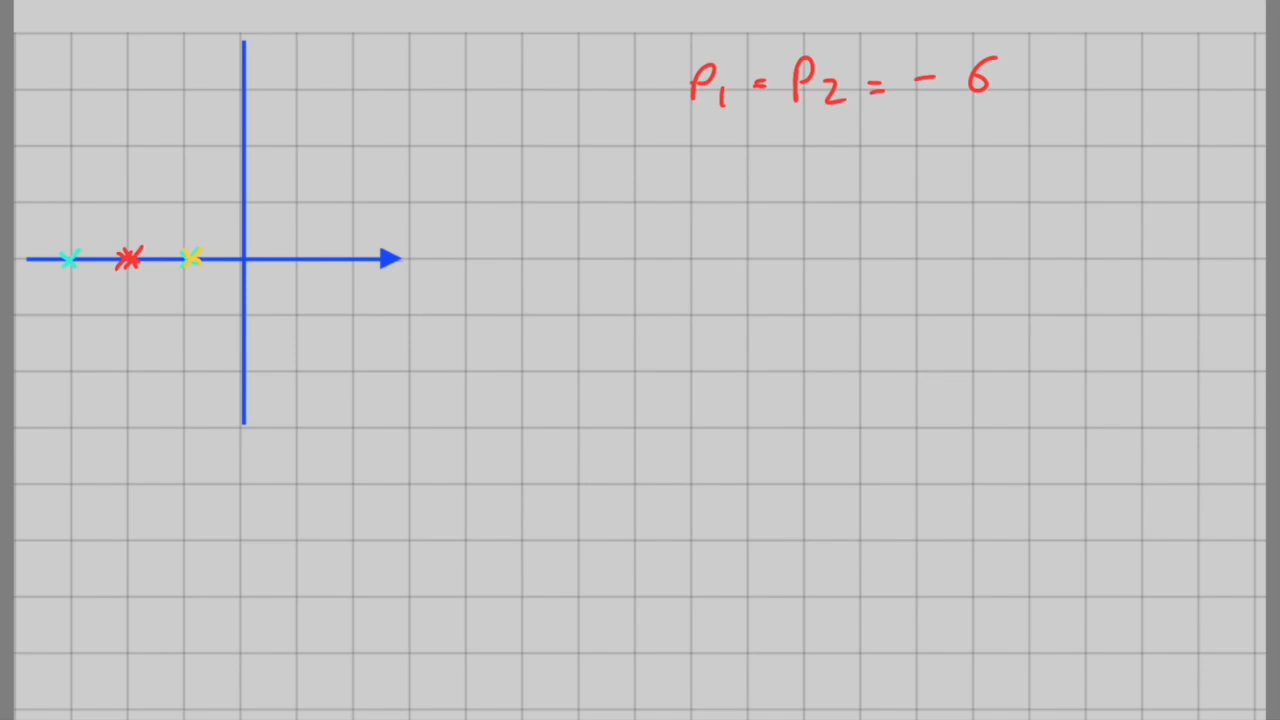 P₁ = P₂ = - 6